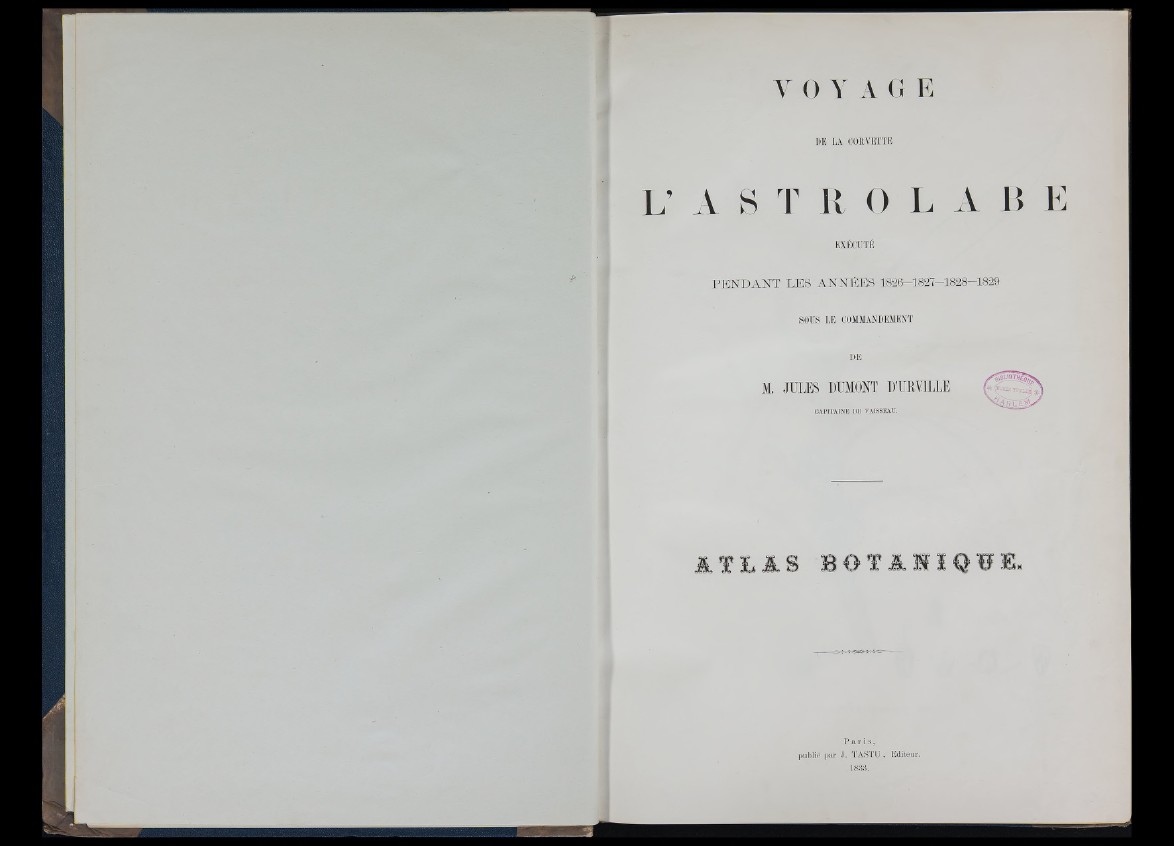 VOYAGE
DE LA CORVETTE
L'ASTROLABE
EXÉCUTÉ
PENDANT LES ANNÉES 1826—1827—1828—1829
SOUS LE COMMANDEMENT
DE
M. JULES DUMONT D'URVILLE
CAPITAINE DE VAISSEAU.
ATLAS BOTANIQUE.
Paris,
publié par J. TASTU, Editeur.
1833.